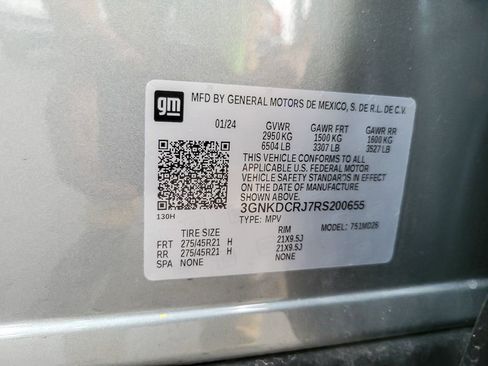 gm
MFD BY GENERAL MOTORS DE MEXICO, S. DE R.L. DE C.V.
01/24 GVWR GAWR FRT GAWR RR
2950 KG 1500 KG 1600 KG
6504 LB 3307 LB 3527 LB
THIS VEHICLE CONFORMS TO ALL
APPLICABLE U.S. FEDERAL MOTOR
VEHICLE SAFETY STANDARDS IN EFFECT
ON THE DATE OF MANUFACTURE SHOWN ABOVE.
3GNKDCRJ7RS200655
130H TYPE: MPV MODEL: 751MD26
TIRE SIZE RIM
FRT 275/45R21 H 21X9.5J
RR 275/45R21 H 21X9.5J
SPA NONE NONE